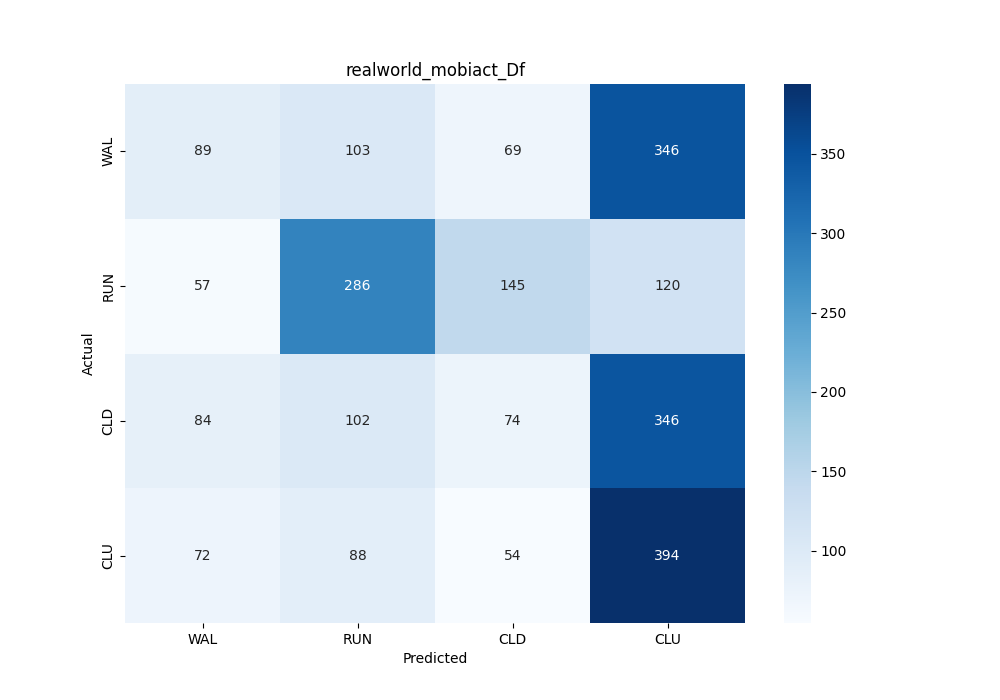 realworld_mobiact_Df
WAL 89 103 69 346
RUN 57 286 145 120
CLD 84 102 74 346
CLU 72 88 54 394
WAL RUN CLD CLU
Predicted
Actual
350
300
250
200
150
100